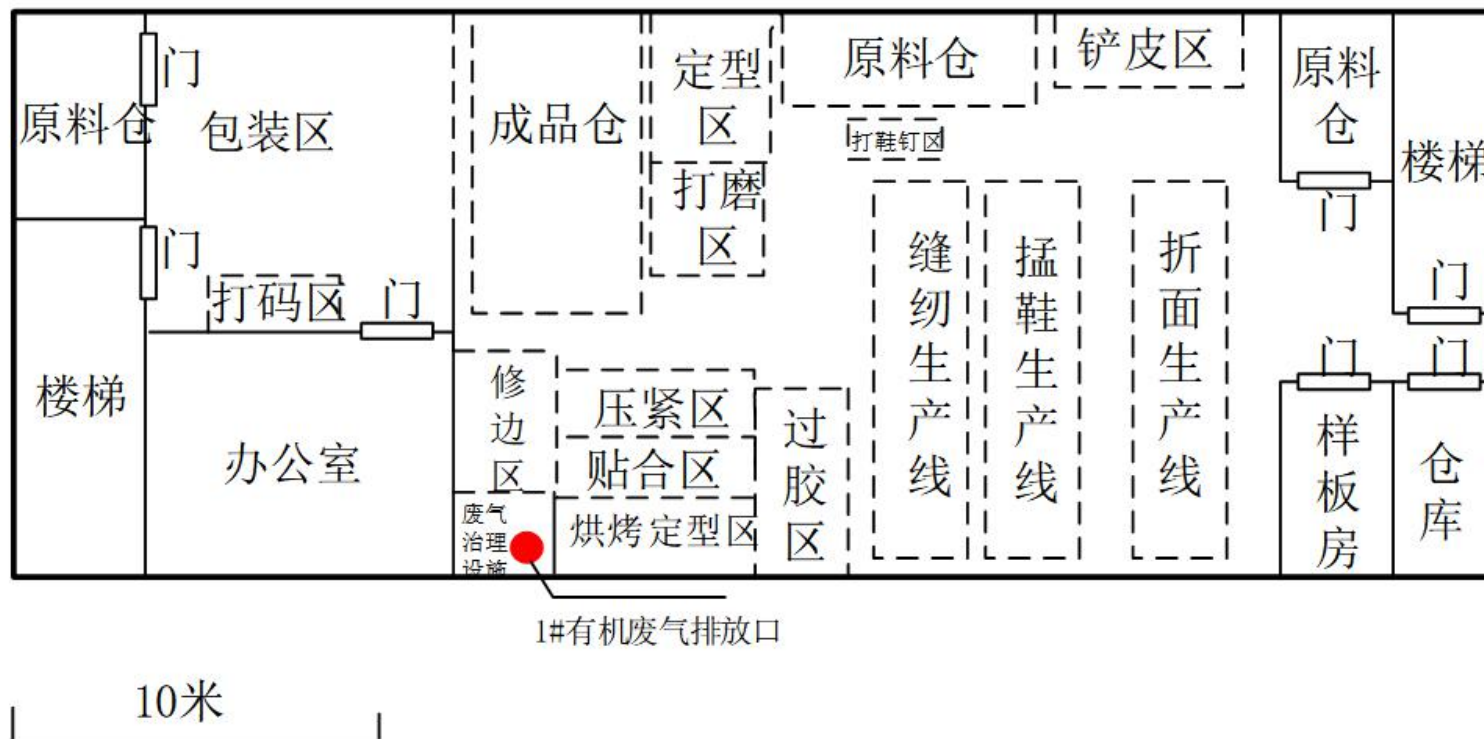 原料仓
门
包装区
成品仓
定型区
原料仓
铲皮区
原料仓
门
楼梯
打鞋钉区
打磨区
门
打码区
门
缝纫生产线
掹鞋生产线
折面生产线
门
门
门
楼梯
办公室
修边区
压紧区
贴合区
烘烤定型区
过胶区
样板房
仓库
废气
治理
设施
1#有机废气排放口
10米